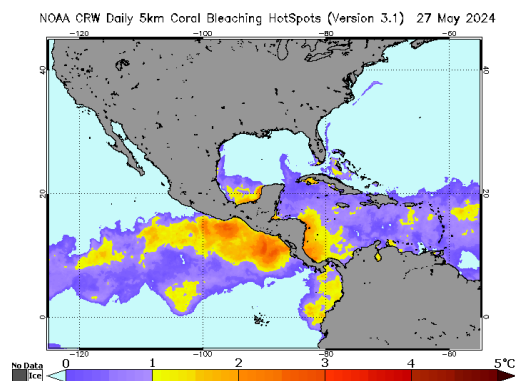 NOAA CRW Daily 5km Coral Bleaching HotSpots (Version 3.1) 27 May 2024
-120 -100 -80 -60
40 40
20 20
0 0
-120 -100 -80 -60
No Data
Ice
0 1 2 3 4 5°C